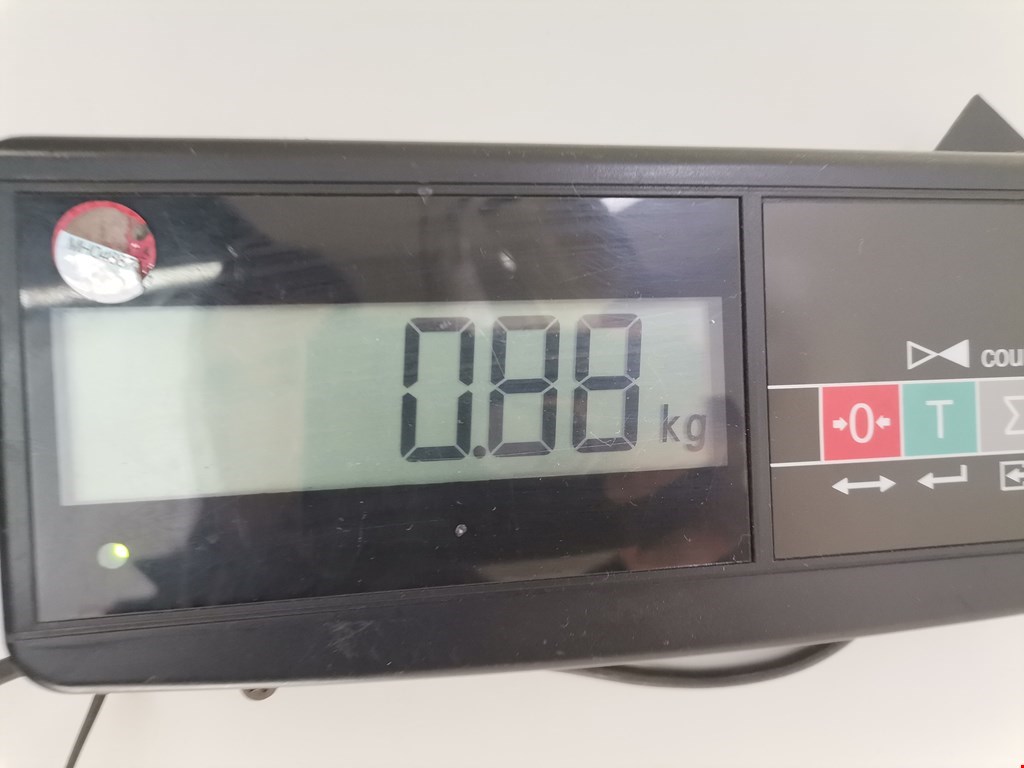 0.88 kg
cou
→0← T Σ